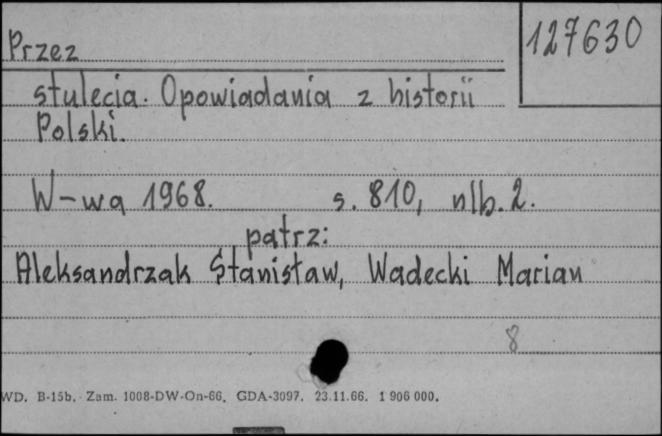 127630
Przez
stulecia. Opowiadania z historii
Polski.
W-wa 1968. s. 810, nlb. 2.
patrz:
Aleksandrzak Stanisław, Wadecki Marian
8
WD. B-15b. Zam. 1008-DW-On-66. GDA-3097. 23.11.66. 1 906 000.